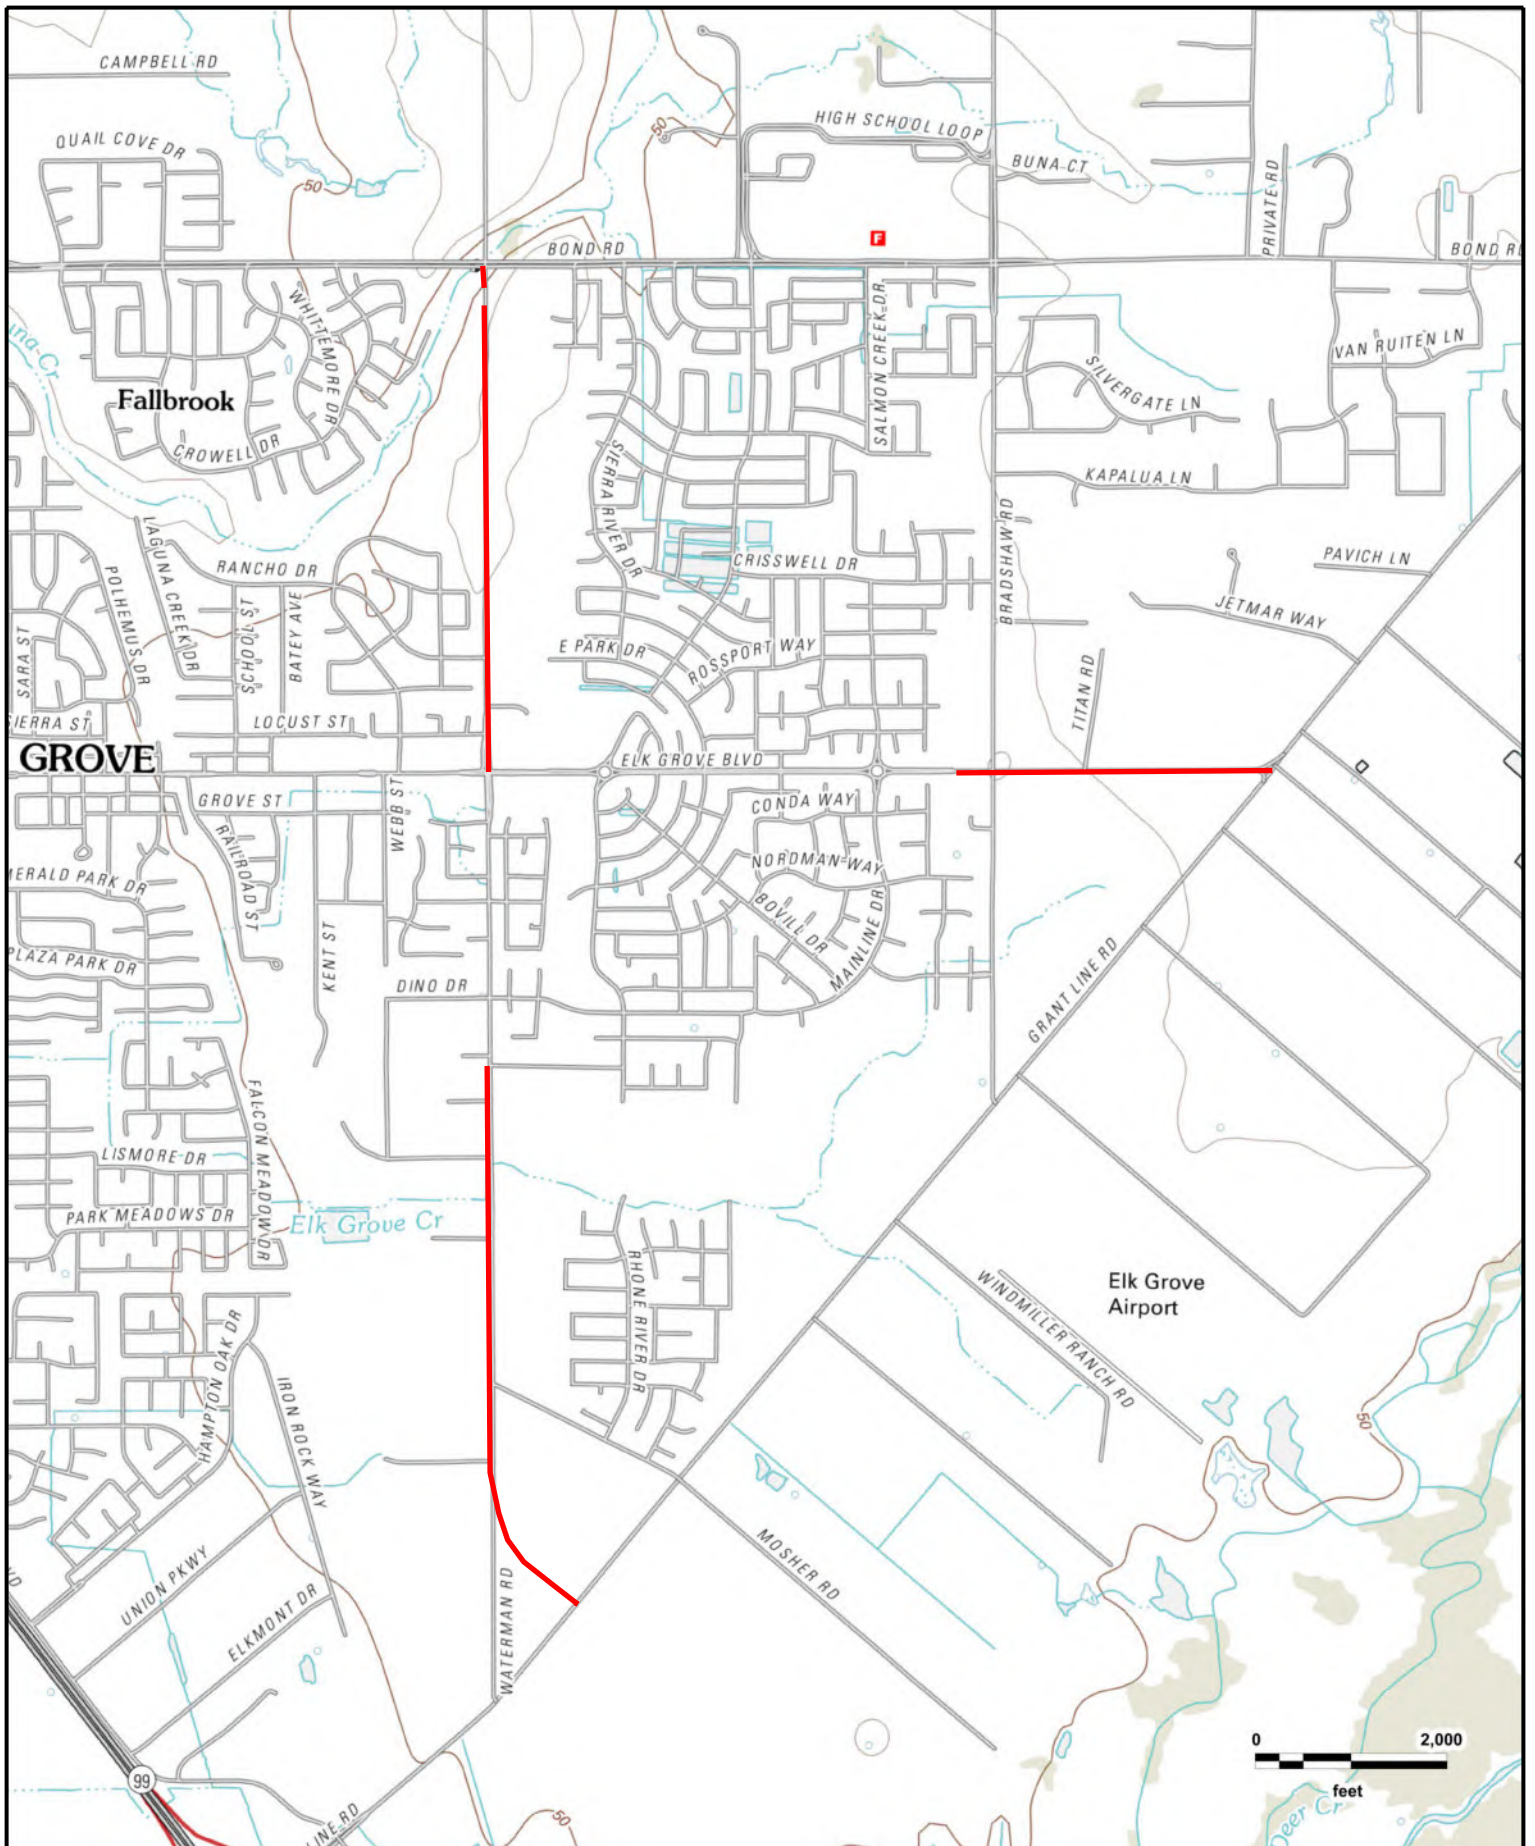 CAMPBELL RD
QUAIL COVE DR
50
50
HIGH SCHOOL LOOP
BUNA CT
PRIVATE RD
F
BOND RD
BOND RD
WHITTEMORE DR
SALMON CREEK DR
VAN RUITEN LN
una Cr
Fallbrook
SILVERGATE LN
CROWELL DR
SIERRA RIVER DR
KAPALUA LN
BRADSHAW RD
LAGUNA CREEK DR
RANCHO DR
CRISSWELL DR
PAVICH LN
POLHEMUS DR
SCHOOL ST
BATEY AVE
JETMAR WAY
SARA ST
E PARK DR
ROSSPORT WAY
TITAN RD
SIERRA ST
LOCUST ST
GROVE
ELK GROVE BLVD
GROVE ST
WEBB ST
CONDA WAY
RAILROAD ST
NORDMAN WAY
MERALD PARK DR
BOVILL DR
MAINLINE DR
KENT ST
PLAZA PARK DR
DINO DR
GRANT LINE RD
FALCON MEADOW DR
LISMORE DR
PARK MEADOWS DR
Elk Grove Cr
RHONE RIVER DR
WINDMILLER RANCH RD
Elk Grove
Airport
HAMPTON OAK DR
IRON ROCK WAY
50
UNION PKWY
ELKMONT DR
WATERMAN RD
MOSHER RD
VD
99
LINE RD
50
0 2,000
feet
Deer Cr